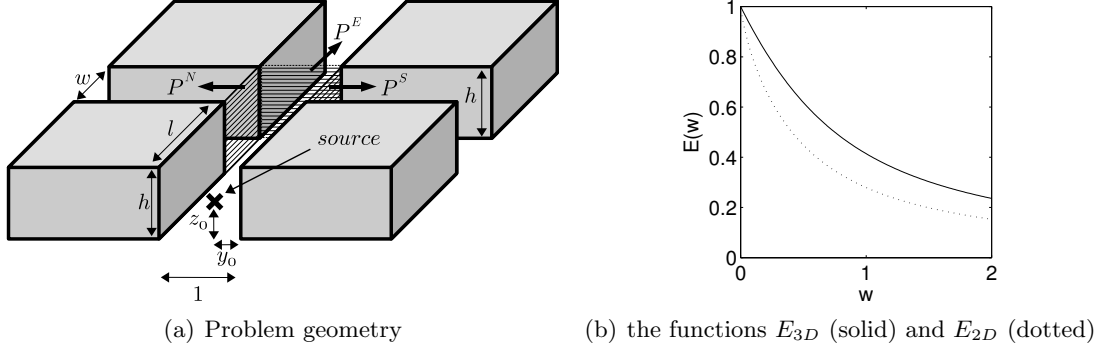 P^E
w
P^N
P^S
h
l
source
h
z_0
y_0
1
(a) Problem geometry
1
0.8
0.6
0.4
0.2
0
E(w)
0
1
2
w
(b) the functions E_{3D} (solid) and E_{2D} (dotted)